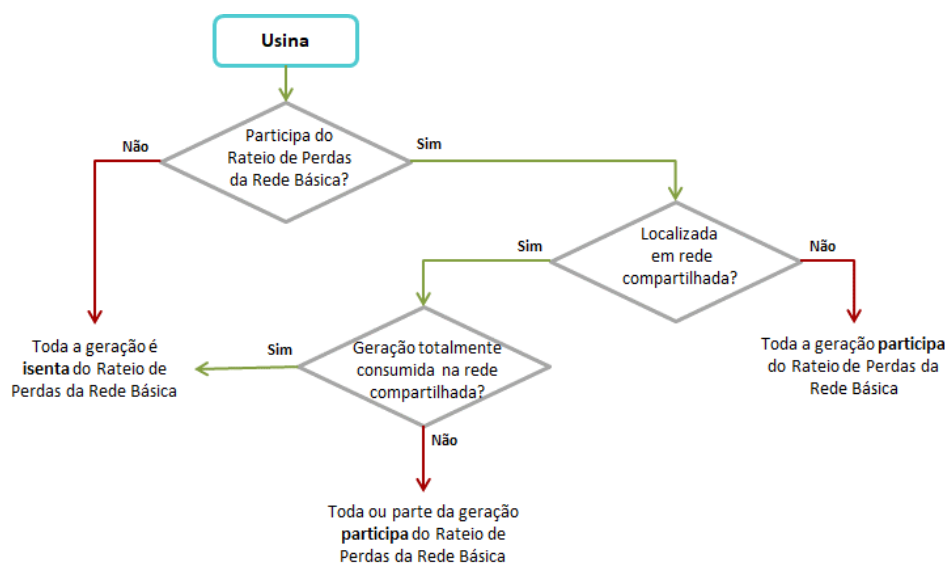 Usina
Participa do
Rateio de Perdas
da Rede Básica?
Não
Sim
Localizada
em rede
compartilhada?
Sim
Não
Toda a geração é
isenta do Rateio de
Perdas da Rede Básica
Sim
Geração totalmente
consumida na rede
compartilhada?
Toda a geração participa
do Rateio de Perdas da
Rede Básica
Não
Toda ou parte da geração
participa do Rateio de
Perdas da Rede Básica